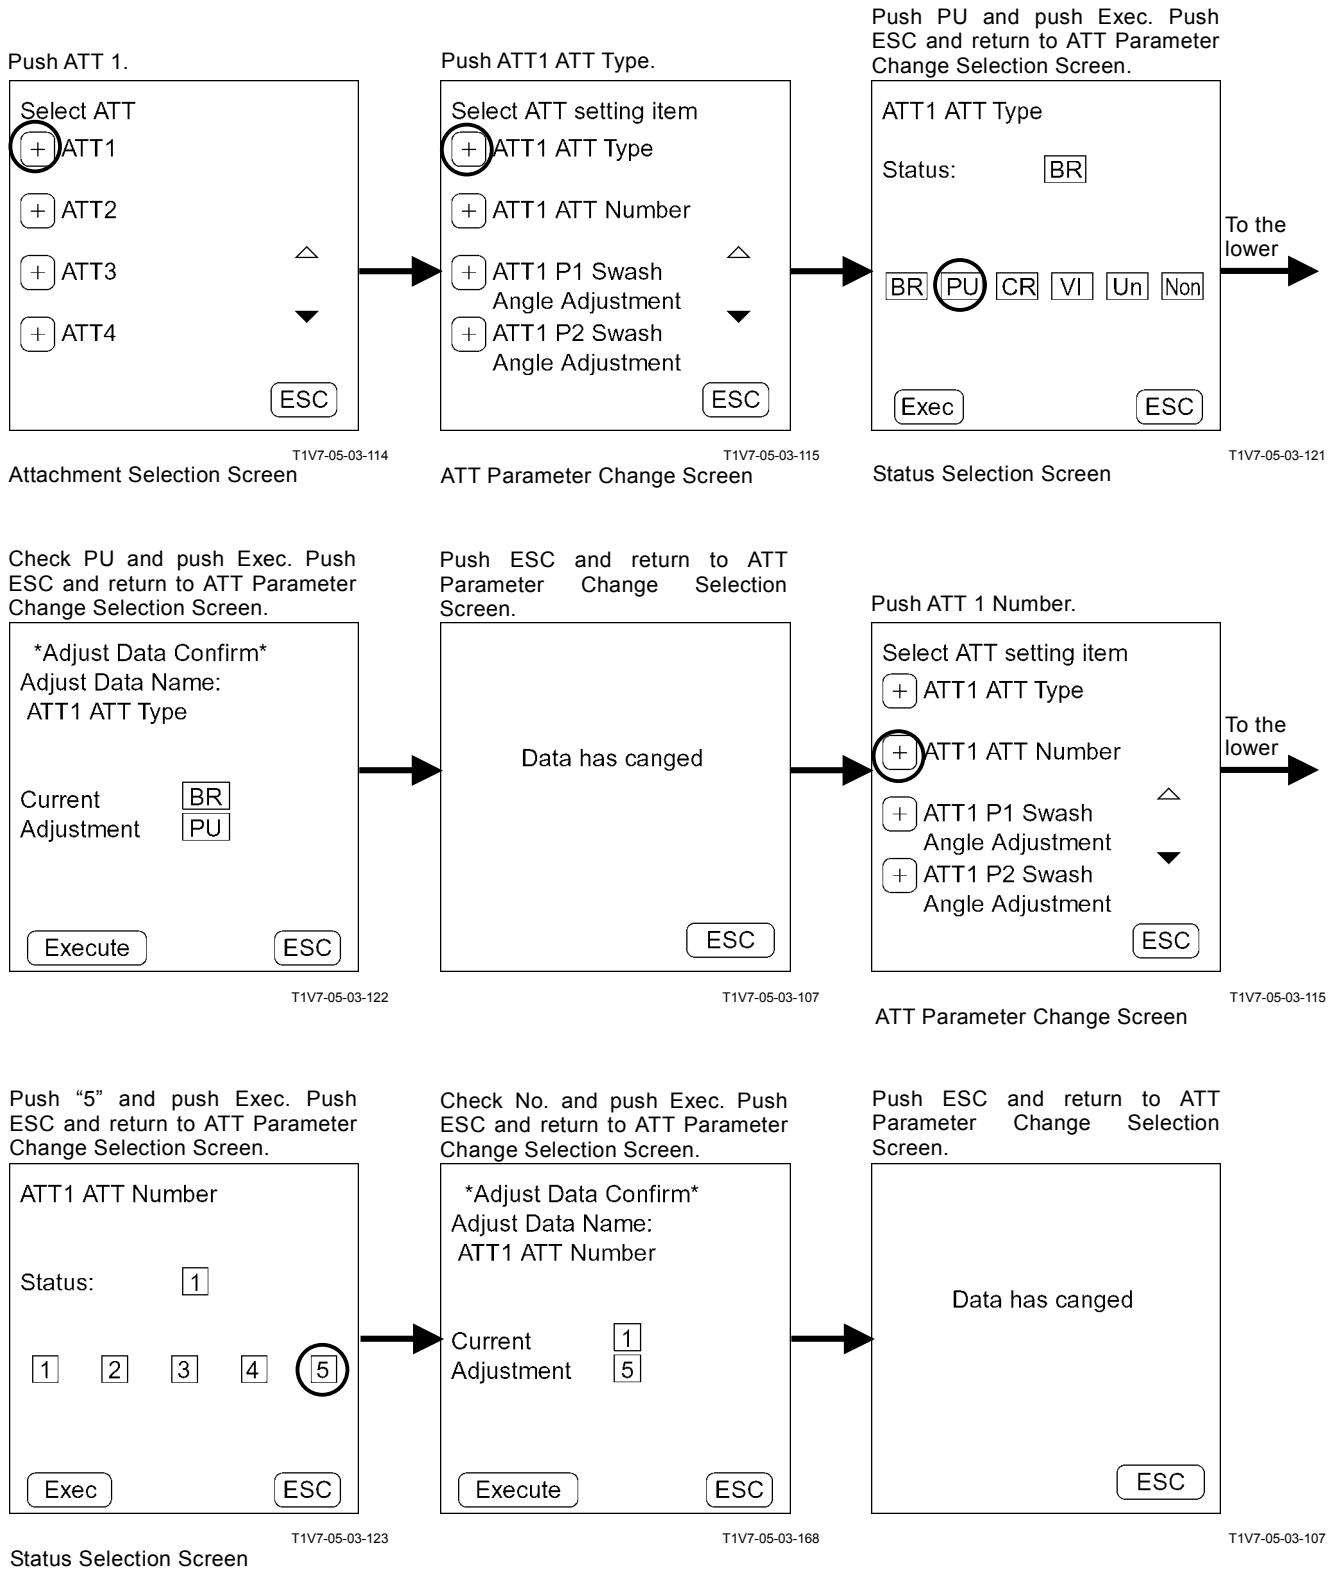 Push ATT 1.
Select ATT
+ ATT1
+ ATT2
+ ATT3
+ ATT4
ESC
T1V7-05-03-114
Attachment Selection Screen
Push ATT1 ATT Type.
Select ATT setting item
+ ATT1 ATT Type
+ ATT1 ATT Number
+ ATT1 P1 Swash
Angle Adjustment
+ ATT1 P2 Swash
Angle Adjustment
ESC
T1V7-05-03-115
ATT Parameter Change Screen
Push PU and push Exec. Push
ESC and return to ATT Parameter
Change Selection Screen.
ATT1 ATT Type
Status: BR
BR PU CR VI Un Non
Exec ESC
T1V7-05-03-121
Status Selection Screen
To the
lower
Check PU and push Exec. Push
ESC and return to ATT Parameter
Change Selection Screen.
*Adjust Data Confirm*
Adjust Data Name:
ATT1 ATT Type
Current BR
Adjustment PU
Execute ESC
T1V7-05-03-122
Push ESC and return to ATT
Parameter Change Selection
Screen.
Data has canged
ESC
T1V7-05-03-107
Push ATT 1 Number.
Select ATT setting item
+ ATT1 ATT Type
+ ATT1 ATT Number
+ ATT1 P1 Swash
Angle Adjustment
+ ATT1 P2 Swash
Angle Adjustment
ESC
T1V7-05-03-115
ATT Parameter Change Screen
To the
lower
Push “5” and push Exec. Push
ESC and return to ATT Parameter
Change Selection Screen.
ATT1 ATT Number
Status: 1
1 2 3 4 5
Exec ESC
T1V7-05-03-123
Status Selection Screen
Check No. and push Exec. Push
ESC and return to ATT Parameter
Change Selection Screen.
*Adjust Data Confirm*
Adjust Data Name:
ATT1 ATT Number
Current 1
Adjustment 5
Execute ESC
T1V7-05-03-168
Push ESC and return to ATT
Parameter Change Selection
Screen.
Data has canged
ESC
T1V7-05-03-107